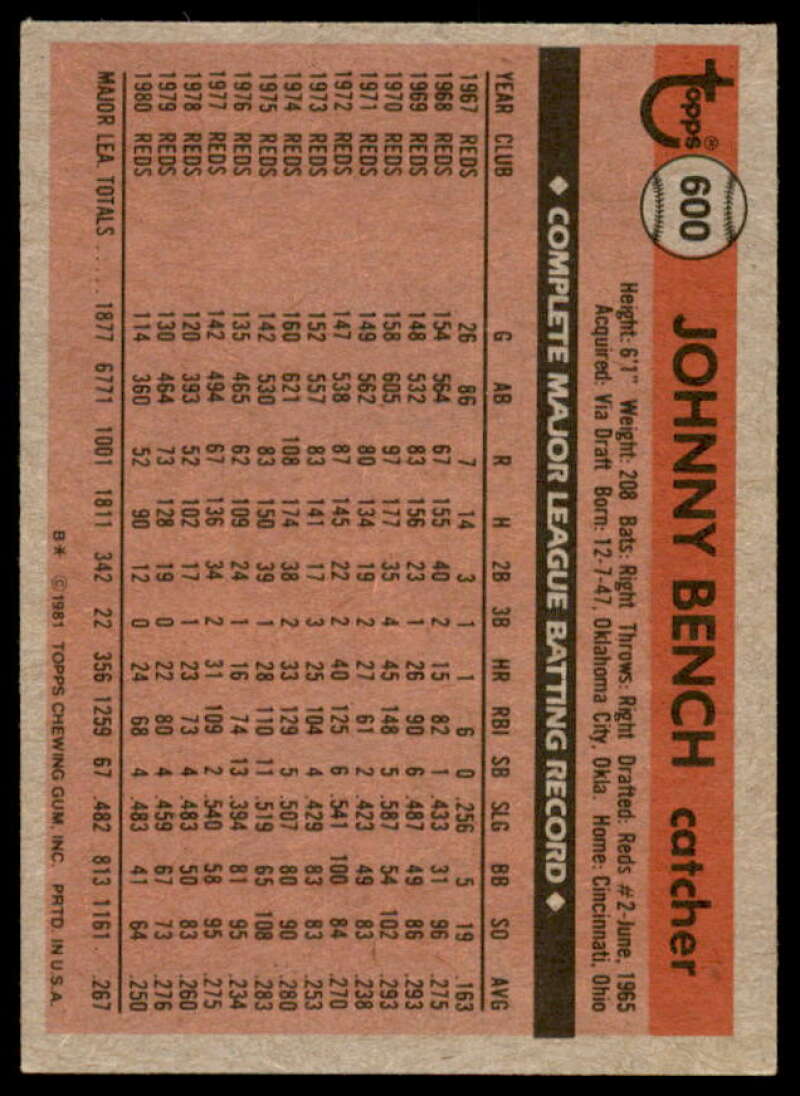 Topps®
600 JOHNNY BENCH catcher
Height: 6'1" Weight: 208 Bats: Right Throws: Right Drafted: Reds #2-June, 1965
Acquired: Via Draft Born: 12-7-47, Oklahoma City, Okla. Home: Cincinnati, Ohio
◆ COMPLETE MAJOR LEAGUE BATTING RECORD ◆
YEAR CLUB G AB R H 2B 3B HR RBI SB SLG BB SO AVG
1967 REDS 26 86 7 14 3 1 1 6 0 .256 5 19 .163
1968 REDS 154 564 67 155 40 2 15 82 1 .433 31 96 .275
1969 REDS 148 532 83 156 23 1 26 90 6 .487 49 86 .293
1970 REDS 158 605 97 177 35 4 45 148 5 .587 54 102 .293
1971 REDS 149 562 80 134 19 2 27 61 2 .423 49 83 .238
1972 REDS 147 538 87 145 22 2 40 125 6 .541 100 84 .270
1973 REDS 152 557 83 141 17 3 25 104 4 .429 83 83 .253
1974 REDS 160 621 108 174 38 2 33 129 5 .507 80 90 .280
1975 REDS 142 530 83 150 39 1 28 110 11 .519 65 108 .283
1976 REDS 135 465 62 109 24 1 16 74 13 .394 81 95 .234
1977 REDS 142 494 67 136 34 2 31 109 2 .540 58 95 .275
1978 REDS 120 393 52 102 17 1 23 73 4 .483 50 83 .260
1979 REDS 130 464 73 128 19 0 22 80 4 .459 67 73 .276
1980 REDS 114 360 52 90 12 0 24 68 4 .483 41 64 .250
MAJOR LEA. TOTALS ..... 1877 6771 1001 1811 342 22 356 1259 67 .482 813 1161 .267
B* ©1981 TOPPS CHEWING GUM, INC. PRTD. IN U.S.A.